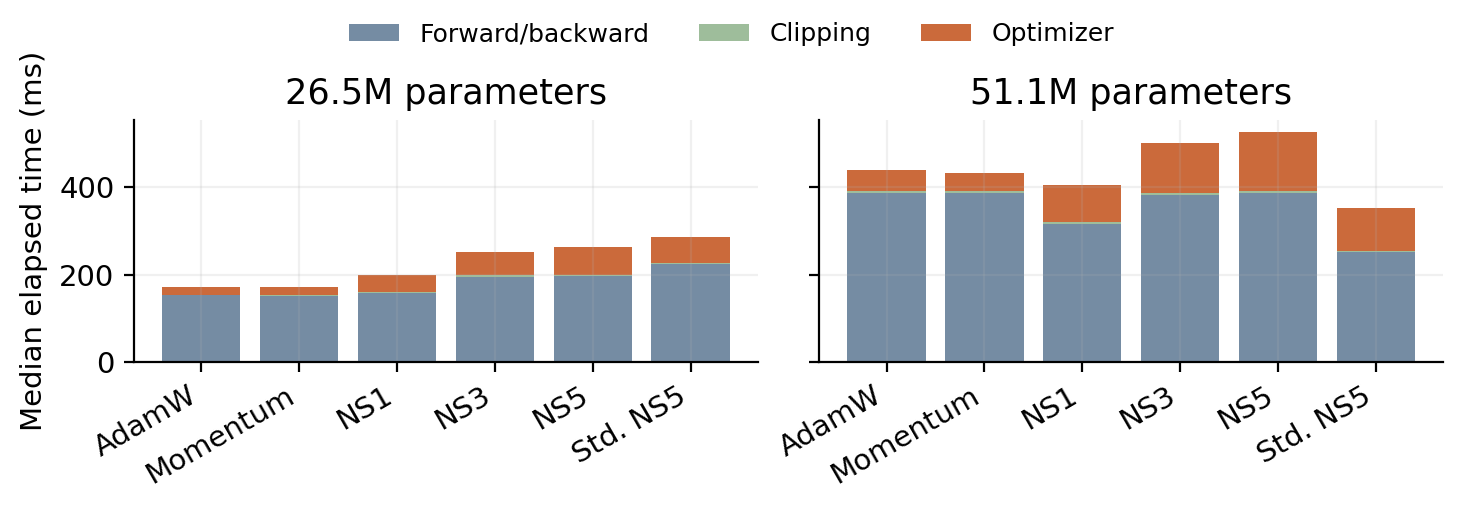 Forward/backward Clipping Optimizer
Median elapsed time (ms)
26.5M parameters
400
200
0
AdamW
Momentum
NS1
NS3
NS5
Std. NS5
51.1M parameters
AdamW
Momentum
NS1
NS3
NS5
Std. NS5